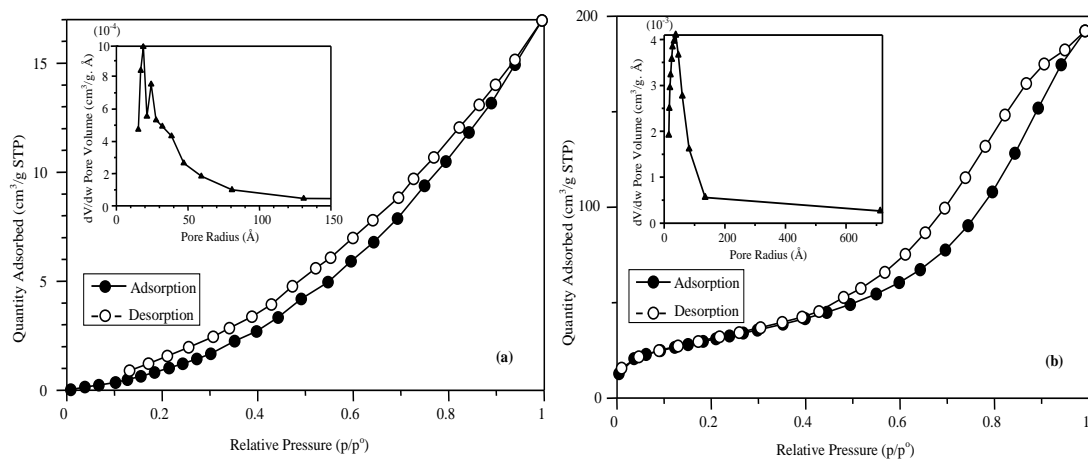 (a)
Quantity Adsorbed (cm³/g STP)
15
10
5
0
0
0.2
0.4
0.6
0.8
1
Relative Pressure (p/pº)
(10⁻⁴)
dV/dw Pore Volume (cm³/g. Å)
10
8
6
4
2
0
0
50
100
150
Pore Radius (Å)
Adsorption
Desorption
(a)
b)
Quantity Adsorbed (cm³/g STP)
200
100
0
0
0.2
0.4
0.6
0.8
1
Relative Pressure (p/pº)
(10⁻³)
dV/dw Pore Volume (cm³/g. Å)
4
3
2
1
0
0
200
400
600
Pore Radius (Å)
Adsorption
Desorption
(b)